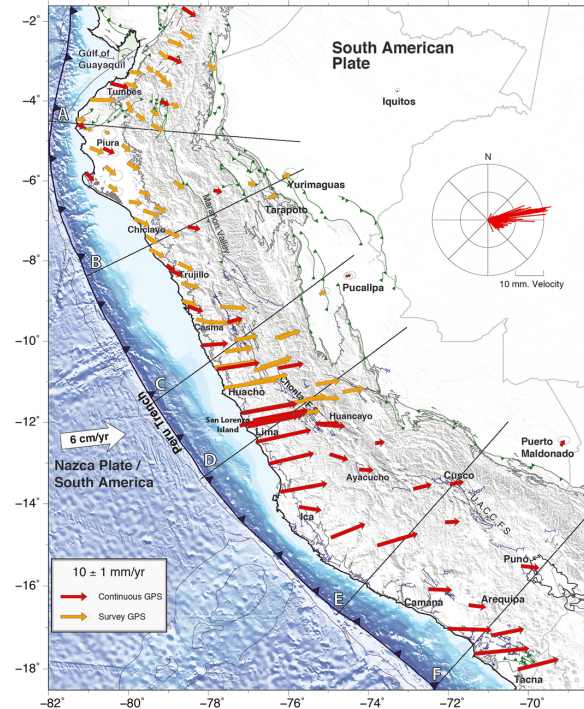 −2°
−4°
−6°
−8°
−10°
−12°
−14°
−16°
−18°
−82°
−80°
−78°
−76°
−74°
−72°
−70°
South American
Plate
Gulf of
Guayaquil
Tumbes
Iquitos
A
Piura
N
10 mm. Velocity
Yurimaguas
Tarapoto
Marañon Valley
Chiclayo
B
Trujillo
Pucallpa
Casma
C
Huacho
Chonta F.
San Lorenzo
Island
Lima
Huancayo
Peru Trench
6 cm/yr
D
Nazca Plate /
South America
Puerto
Maldonado
Ayacucho
Cusco
U.A.C.C.F.S
Ica
Puno
10 ± 1 mm/yr
Continuous GPS
Survey GPS
E
Camana
Arequipa
F
Tacna